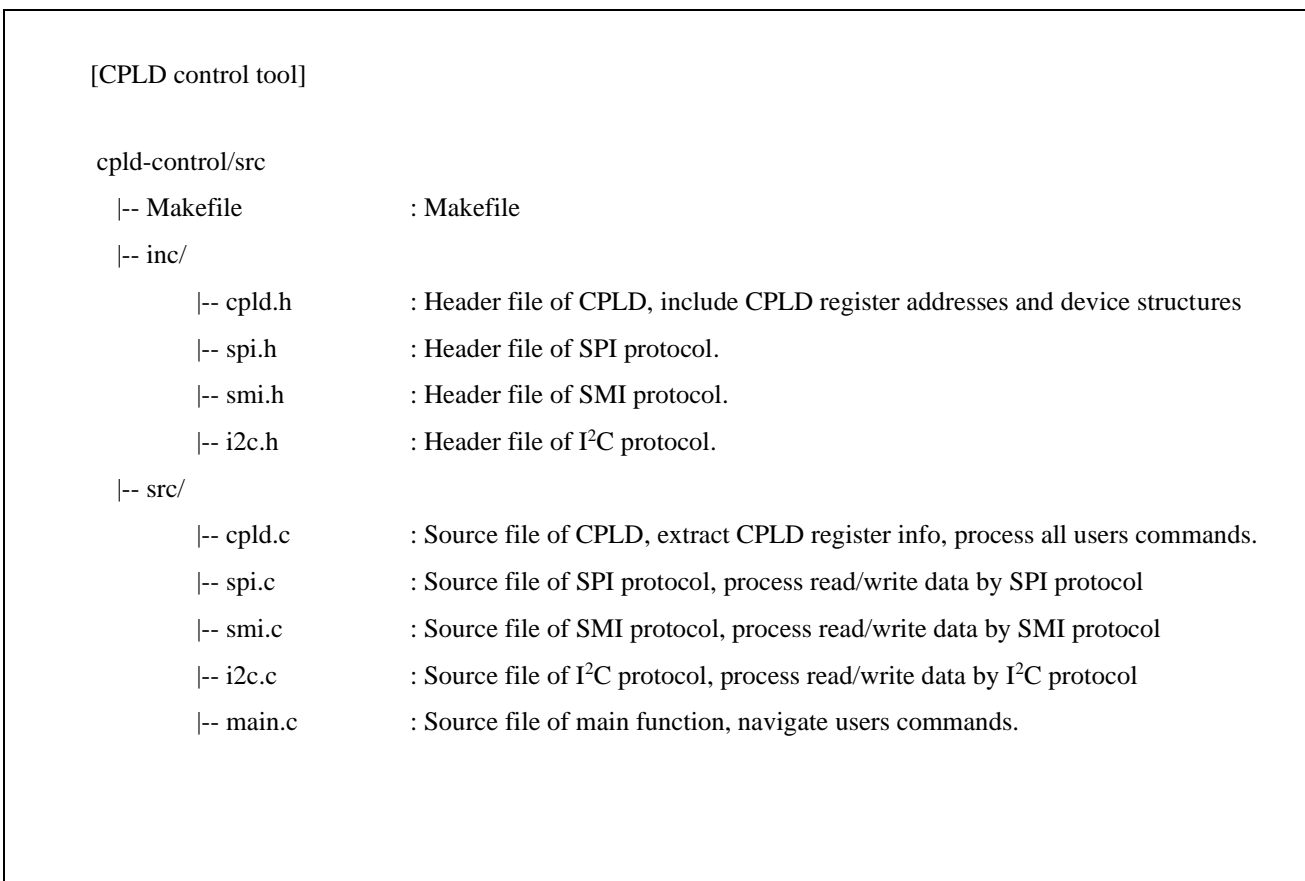 [CPLD control tool]
cpld-control/src
|-- Makefile : Makefile
|-- inc/
|-- cpld.h : Header file of CPLD, include CPLD register addresses and device structures
|-- spi.h : Header file of SPI protocol.
|-- smi.h : Header file of SMI protocol.
|-- i2c.h : Header file of I²C protocol.
|-- src/
|-- cpld.c : Source file of CPLD, extract CPLD register info, process all users commands.
|-- spi.c : Source file of SPI protocol, process read/write data by SPI protocol
|-- smi.c : Source file of SMI protocol, process read/write data by SMI protocol
|-- i2c.c : Source file of I²C protocol, process read/write data by I²C protocol
|-- main.c : Source file of main function, navigate users commands.